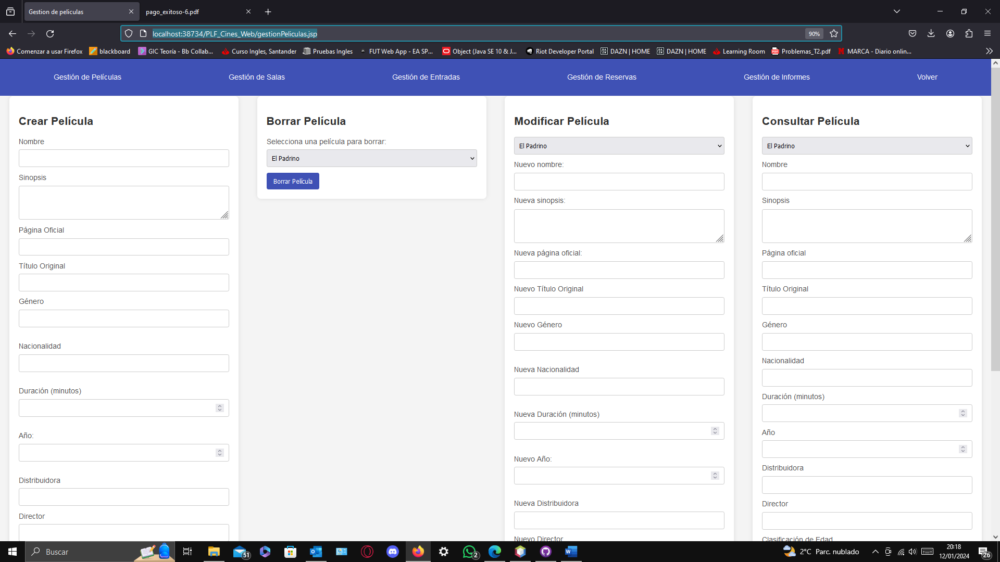 Gestion de peliculas
pago_exitoso-6.pdf
localhost:38734/PLF_Cines_Web/gestionPeliculas.jsp
90%
Comenzar a usar Firefox
blackboard
GIC Teoría - Bb Collab...
Curso Ingles, Santander
Pruebas Ingles
FUT Web App - EA SP...
Object (Java SE 10 & J...
Riot Developer Portal
DAZN | HOME
DAZN | HOME
Learning Room
Problemas_T2.pdf
MARCA - Diario onlin...
Gestión de Películas
Gestión de Salas
Gestión de Entradas
Gestión de Reservas
Gestión de Informes
Volver
Crear Película
Nombre
Sinopsis
Página Oficial
Título Original
Género
Nacionalidad
Duración (minutos)
Año:
Distribuidora
Director
Borrar Película
Selecciona una película para borrar:
El Padrino
Borrar Película
Modificar Película
El Padrino
Nuevo nombre:
Nueva sinopsis:
Nueva página oficial:
Nuevo Título Original
Nuevo Género
Nueva Nacionalidad
Nueva Duración (minutos)
Nuevo Año:
Nueva Distribuidora
Nuevo Director
Consultar Película
El Padrino
Nombre
Sinopsis
Página oficial
Título Original
Género
Nacionalidad
Duración (minutos)
Año
Distribuidora
Director
Clasificación de Edad
Buscar
51
2
2°C Parc. nublado
20:18
12/01/2024
26